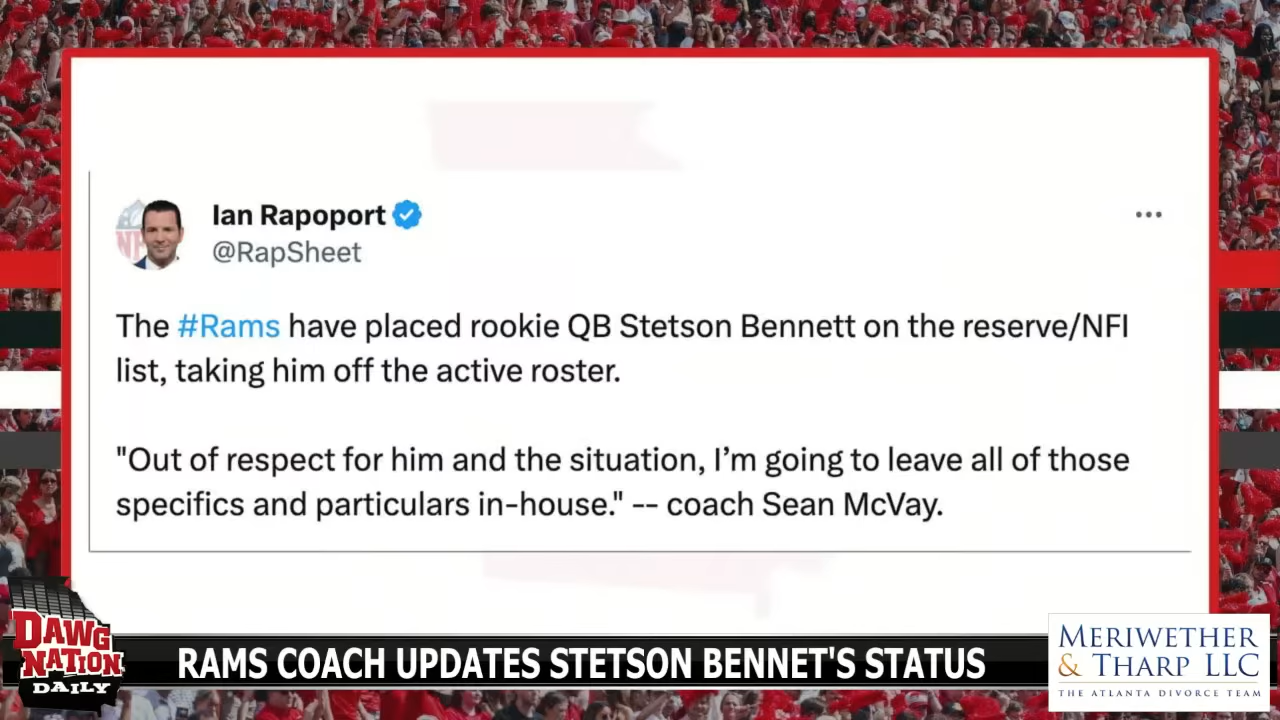 Ian Rapoport
@RapSheet
The #Rams have placed rookie QB Stetson Bennett on the reserve/NFI
list, taking him off the active roster.
"Out of respect for him and the situation, I'm going to leave all of those
specifics and particulars in-house." -- coach Sean McVay.
DAWG
NATION
DAILY
RAMS COACH UPDATES STETSON BENNET'S STATUS
MERIWETHER
& THARP LLC
THE ATLANTA DIVORCE TEAM